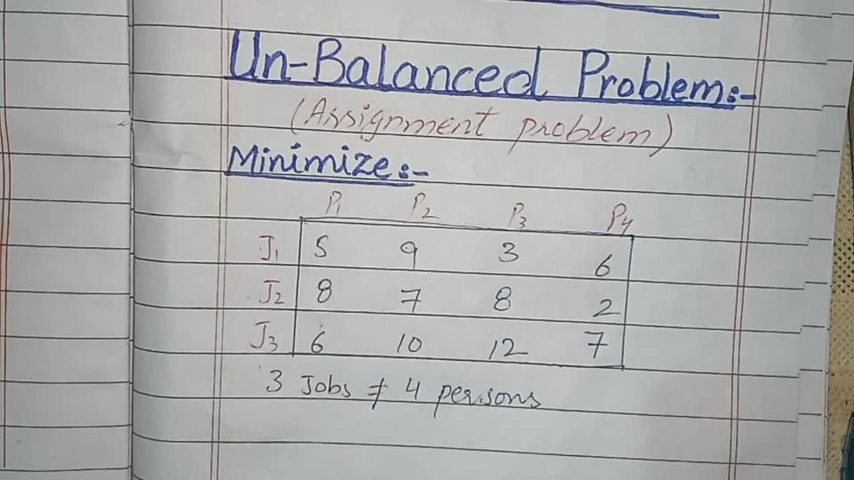 Un-Balanced Problem:-
(Assignment problem)
Minimize:-
P1 P2 P3 P4
J1 5 9 3 6
J2 8 7 8 2
J3 6 10 12 7
3 Jobs ≠ 4 persons